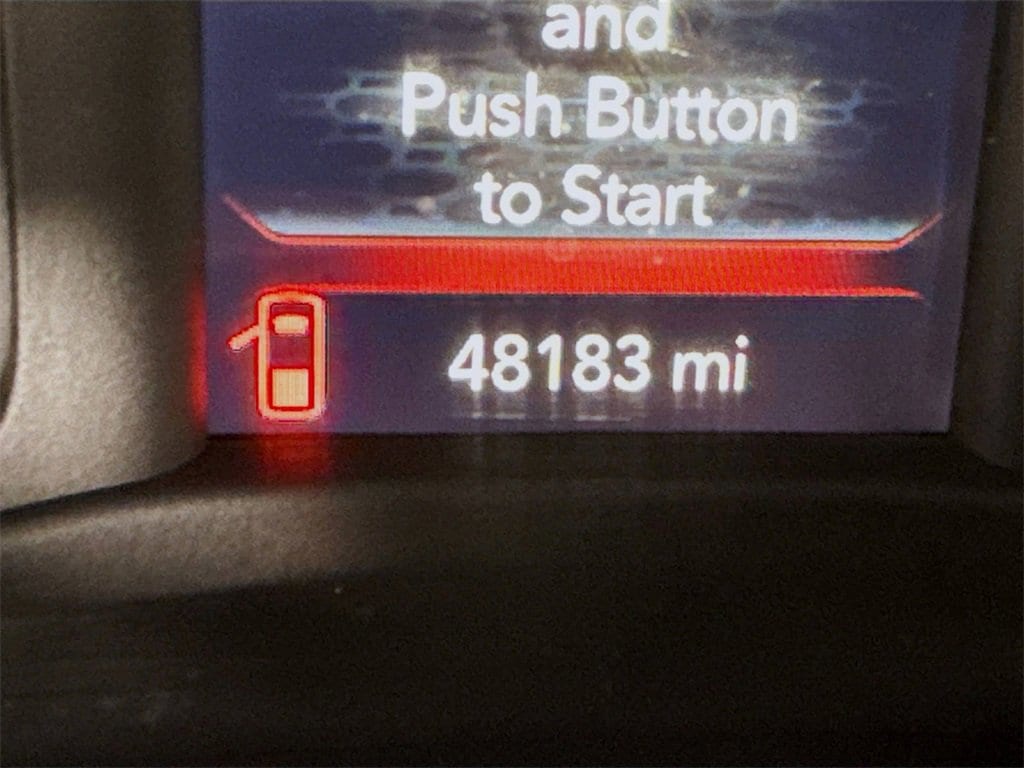 and
Push Button
to Start
48183 mi